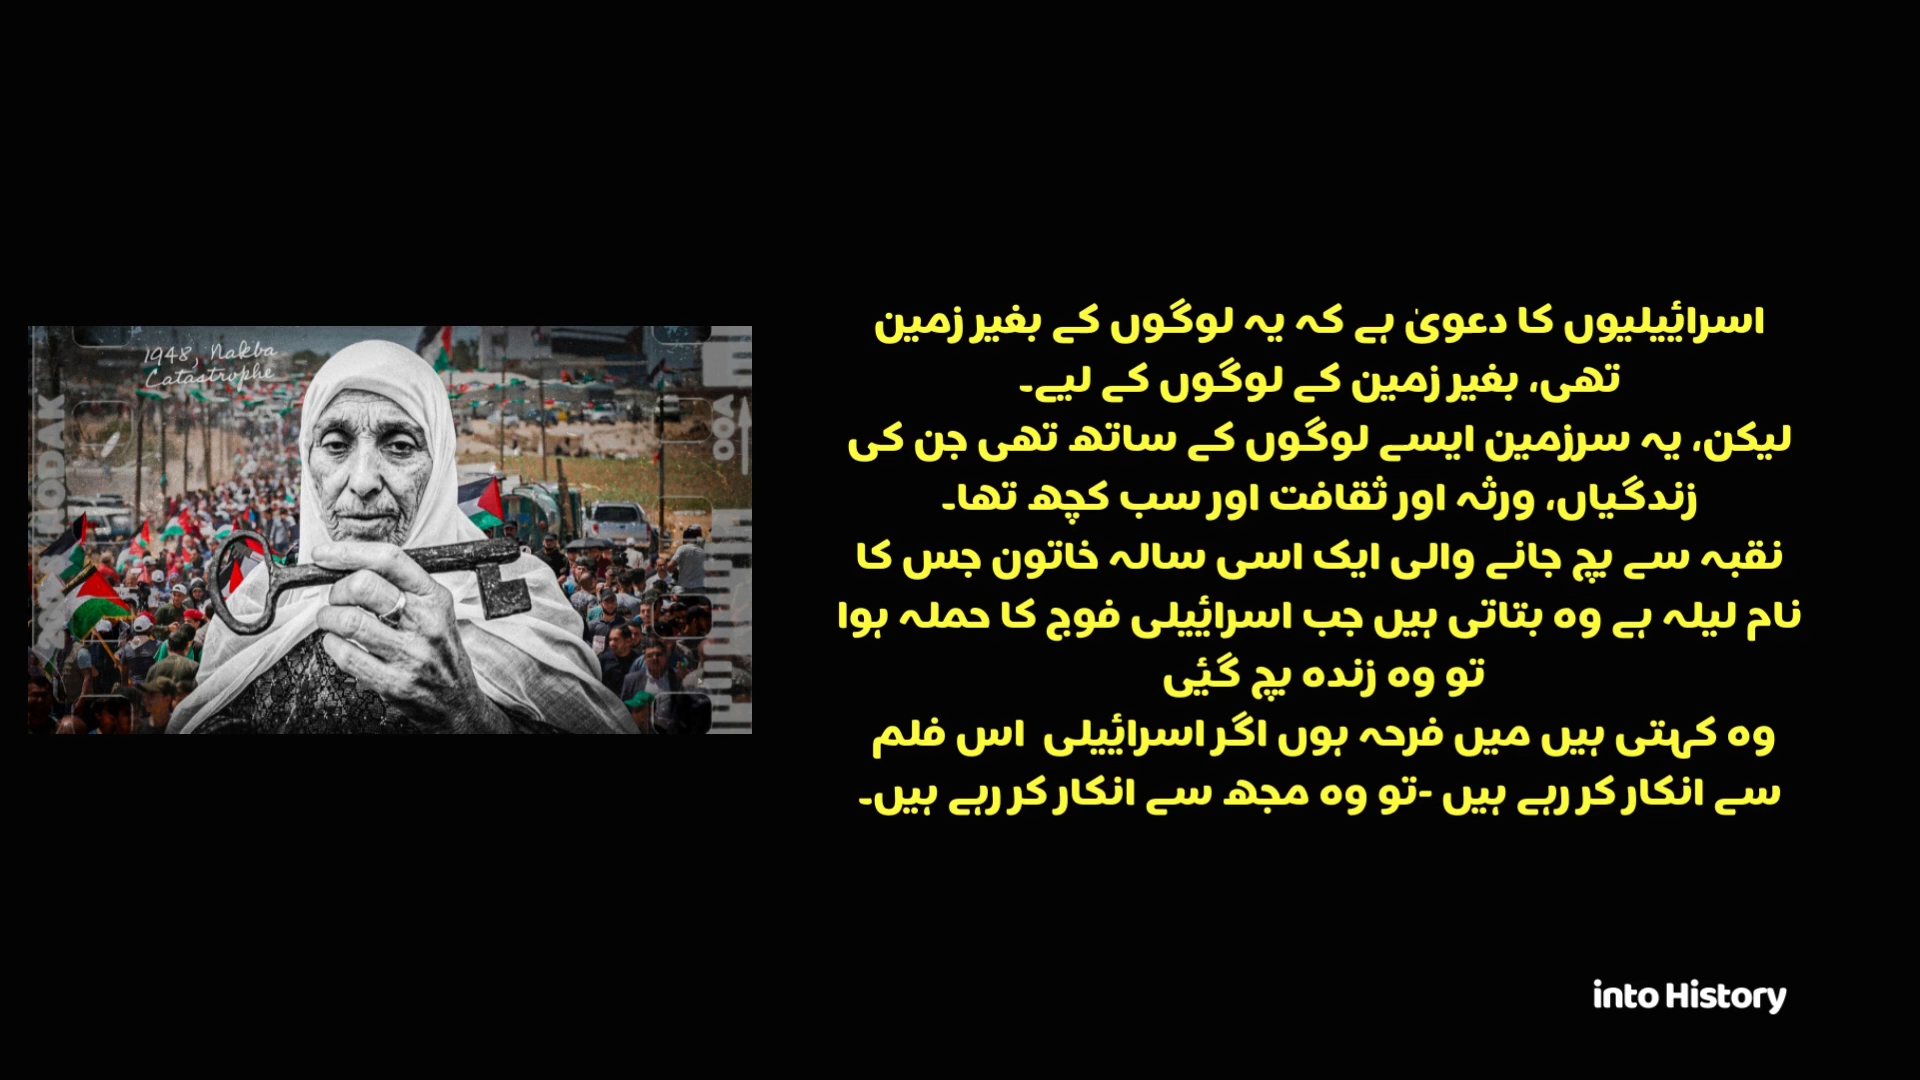 1948, Nakba
Catastrophe
KODAK
00A
اسرائیلیوں کا دعویٰ ہے کہ یہ لوگوں کے بغیر زمین
تھی، بغیر زمین کے لوگوں کے لیے۔
لیکن، یہ سرزمین ایسے لوگوں کے ساتھ تھی جن کی
زندگیاں، ورثہ اور ثقافت اور سب کچھ تھا۔
نقبہ سے بچ جانے والی ایک اسی سالہ خاتون جس کا
نام لیلہ ہے وہ بتاتی ہیں جب اسرائیلی فوج کا حملہ ہوا
تو وہ زندہ بچ گئی
وہ کہتی ہیں میں فرحہ ہوں اگر اسرائیلی اس فلم
سے انکار کر رہے ہیں -تو وہ مجھ سے انکار کر رہے ہیں۔
into History